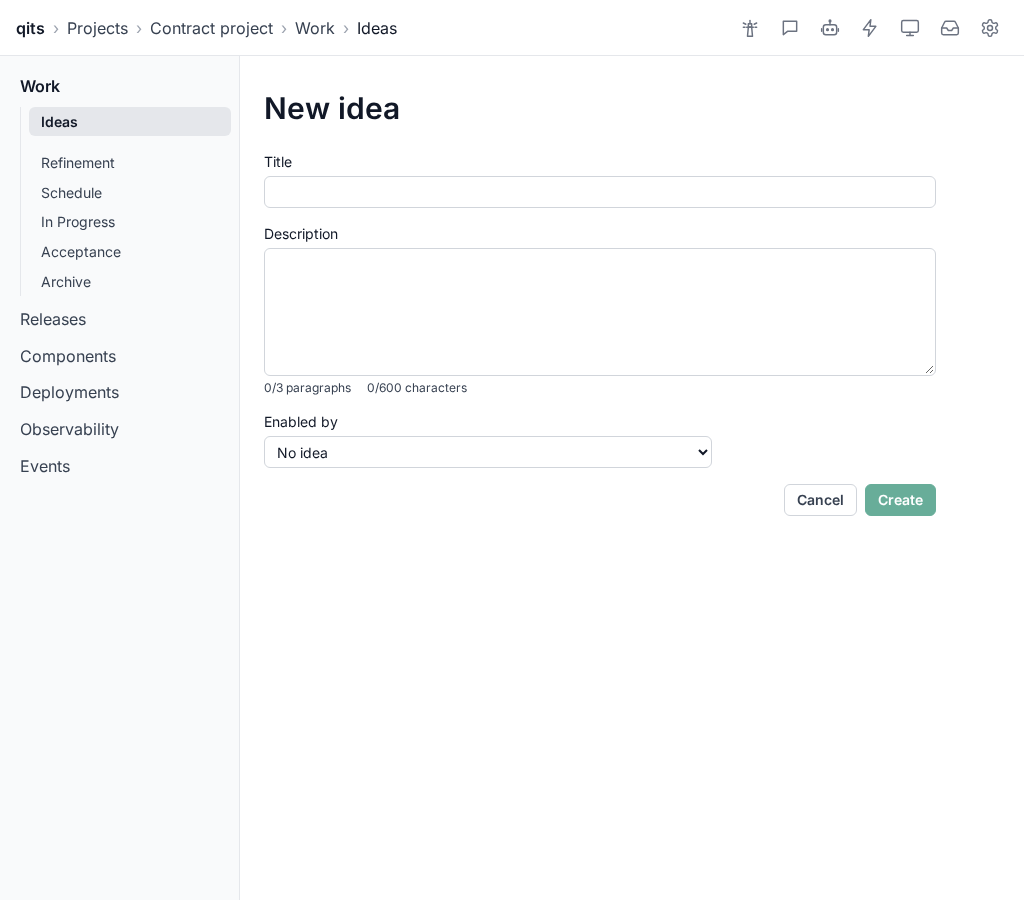 qits › Projects › Contract project › Work › Ideas
Work
Ideas
Refinement
Schedule
In Progress
Acceptance
Archive
Releases
Components
Deployments
Observability
Events
New idea
Title
Description
0/3 paragraphs 0/600 characters
Enabled by
No idea
Cancel Create